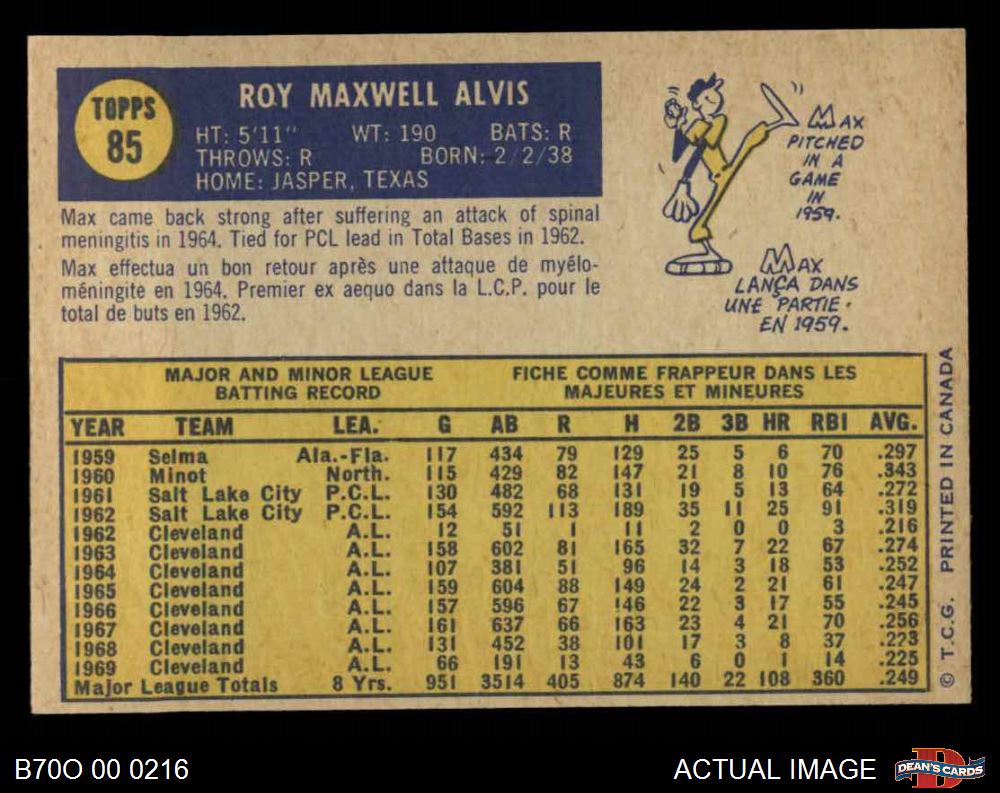 TOPPS
85
ROY MAXWELL ALVIS
HT: 5'11" WT: 190 BATS: R
THROWS: R BORN: 2/2/38
HOME: JASPER, TEXAS
Max came back strong after suffering an attack of spinal
meningitis in 1964. Tied for PCL lead in Total Bases in 1962.
Max effectua un bon retour après une attaque de myélo-
méningite en 1964. Premier ex aequo dans la L.C.P. pour le
total de buts en 1962.
MAX
PITCHED
IN A
GAME
IN
1959.
MAX
LANÇA DANS
UNE PARTIE
EN 1959.
MAJOR AND MINOR LEAGUE
BATTING RECORD
FICHE COMME FRAPPEUR DANS LES
MAJEURES ET MINEURES
YEAR TEAM LEA. G AB R H 2B 3B HR RBI AVG.
1959 Selma Ala.-Fla. 117 434 79 129 25 5 6 70 .297
1960 Minot North. 115 429 82 147 21 8 10 76 .343
1961 Salt Lake City P.C.L. 130 482 68 131 19 5 13 64 .272
1962 Salt Lake City P.C.L. 154 592 113 189 35 11 25 91 .319
1962 Cleveland A.L. 12 51 1 11 2 0 0 3 .216
1963 Cleveland A.L. 158 602 81 165 32 7 22 67 .274
1964 Cleveland A.L. 107 381 51 96 14 3 18 53 .252
1965 Cleveland A.L. 159 604 88 149 24 2 21 61 .247
1966 Cleveland A.L. 157 596 67 146 22 3 17 55 .245
1967 Cleveland A.L. 161 637 66 163 23 4 21 70 .256
1968 Cleveland A.L. 131 452 38 101 17 3 8 37 .223
1969 Cleveland A.L. 66 191 13 43 6 0 1 14 .225
Major League Totals 8 Yrs. 951 3514 405 874 140 22 108 360 .249
© T.C.G. PRINTED IN CANADA
B70O 00 0216
ACTUAL IMAGE
DEAN'S CARDS